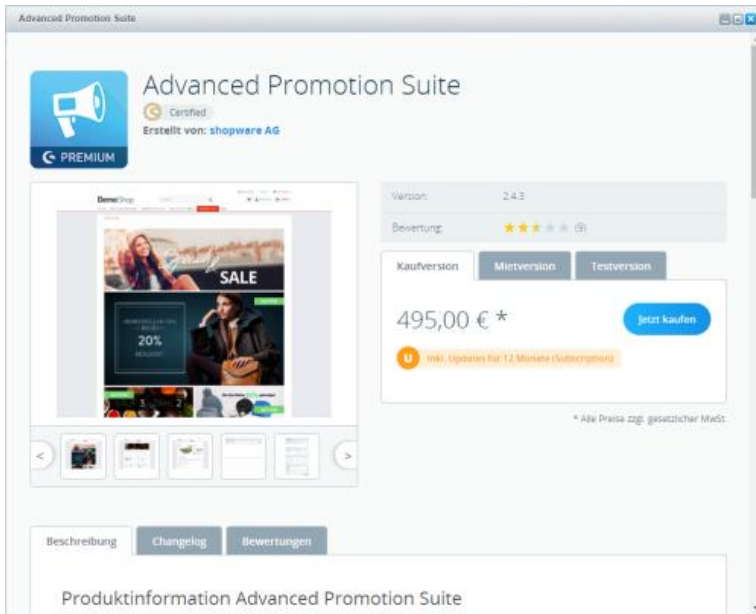 Advanced Promotion Suite
Advanced Promotion Suite
Certified
Erstellt von: shopware AG
PREMIUM
DemoShop
SALE
20%
Version: 2.4.3
Bewertung: (9)
Kaufversion Mietversion Testversion
495,00 € *
Jetzt kaufen
U Inkl. Updates für 12 Monate (Subscription)
* Alle Preise zzgl. gesetzlicher MwSt.
< >
Beschreibung Changelog Bewertungen
Produktinformation Advanced Promotion Suite